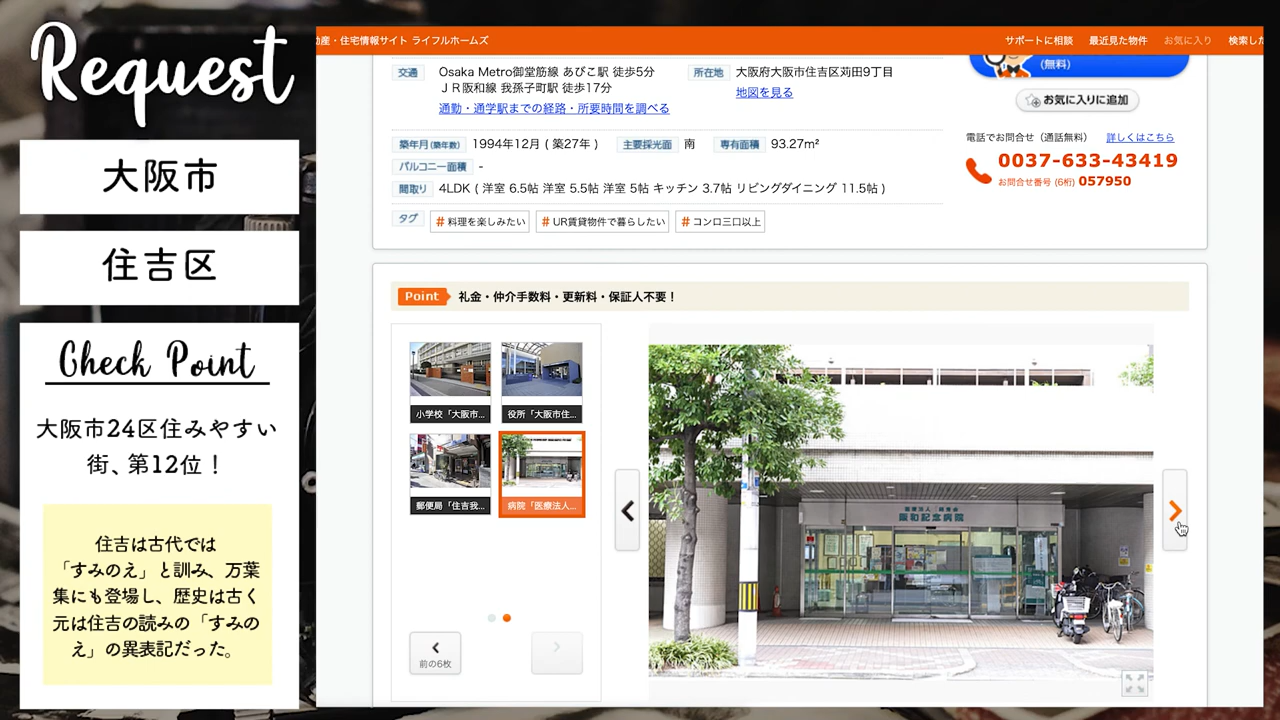 Request
大阪市
住吉区
Check Point
大阪市24区住みやすい
街、第12位！
住吉は古代では
「すみのえ」と訓み、万葉
集にも登場し、歴史は古く
元は住吉の読みの「すみの
え」の異表記だった。
動産・住宅情報サイト ライフルホームズ
サポートに相談 最近見た物件 お気に入り 検索した
交通 Osaka Metro御堂筋線 あびこ駅 徒歩5分
ＪＲ阪和線 我孫子町駅 徒歩17分
通勤・通学駅までの経路・所要時間を調べる
所在地 大阪府大阪市住吉区苅田9丁目
地図を見る
築年月(築年数) 1994年12月 ( 築27年 ) 主要採光面 南 専有面積 93.27m²
バルコニー面積 -
間取り 4LDK ( 洋室 6.5帖 洋室 5.5帖 洋室 5帖 キッチン 3.7帖 リビングダイニング 11.5帖 )
タグ #料理を楽しみたい #UR賃貸物件で暮らしたい #コンロ三口以上
(無料)
お気に入りに追加
電話でお問合せ（通話無料） 詳しくはこちら
0037-633-43419
お問合せ番号 (6桁) 057950
Point 礼金・仲介手数料・更新料・保証人不要！
小学校「大阪市...
役所「大阪市住...
郵便局「住吉我...
病院「医療法人...
前の6枚
阪和記念病院